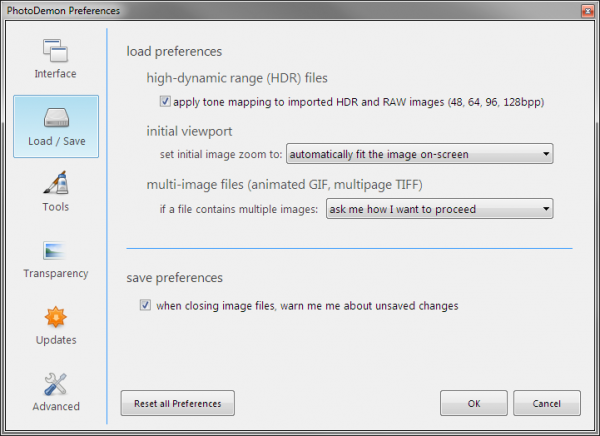 PhotoDemon Preferences
Interface
Load / Save
Tools
Transparency
Updates
Advanced
load preferences
high-dynamic range (HDR) files
apply tone mapping to imported HDR and RAW images (48, 64, 96, 128bpp)
initial viewport
set initial image zoom to: automatically fit the image on-screen
multi-image files (animated GIF, multipage TIFF)
if a file contains multiple images: ask me how I want to proceed
save preferences
when closing image files, warn me me about unsaved changes
Reset all Preferences OK Cancel